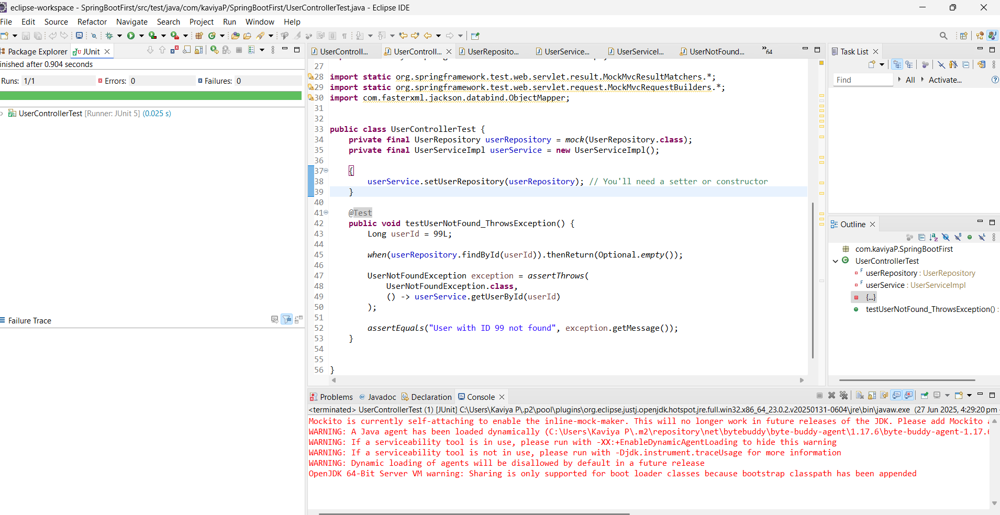 eclipse-workspace - SpringBootFirst/src/test/java/com/kaviyaP/SpringBootFirst/UserControllerTest.java - Eclipse IDE
File Edit Source Refactor Navigate Search Project Run Window Help
Package Explorer JUnit
inished after 0.904 seconds
Runs: 1/1 Errors: 0 Failures: 0
UserControllerTest [Runner: JUnit 5] (0.025 s)
Failure Trace
UserControll... UserControll... UserReposito... UserService... UserServiceI... UserNotFound... »64
27
28 import static org.springframework.test.web.servlet.result.MockMvcResultMatchers.*;
29 import static org.springframework.test.web.servlet.request.MockMvcRequestBuilders.*;
30 import com.fasterxml.jackson.databind.ObjectMapper;
31
32
33 public class UserControllerTest {
34 private final UserRepository userRepository = mock(UserRepository.class);
35 private final UserServiceImpl userService = new UserServiceImpl();
36
37 {
38 userService.setUserRepository(userRepository); // You'll need a setter or constructor
39 }
40
41 @Test
42 public void testUserNotFound_ThrowsException() {
43 Long userId = 99L;
44
45 when(userRepository.findById(userId)).thenReturn(Optional.empty());
46
47 UserNotFoundException exception = assertThrows(
48 UserNotFoundException.class,
49 () -> userService.getUserById(userId)
50 );
51
52 assertEquals("User with ID 99 not found", exception.getMessage());
53 }
54
55
56 }
Task List
Find All Activate...
Outline
com.kaviyaP.SpringBootFirst
UserControllerTest
userRepository : UserRepository
userService : UserServiceImpl
{...}
testUserNotFound_ThrowsException() :
Problems Javadoc Declaration Console
<terminated> UserControllerTest (1) [JUnit] C:\Users\Kaviya P\.p2\pool\plugins\org.eclipse.justj.openjdk.hotspot.jre.full.win32.x86_64_23.0.2.v20250131-0604\jre\bin\javaw.exe (27 Jun 2025, 4:29:20 pm -
Mockito is currently self-attaching to enable the inline-mock-maker. This will no longer work in future releases of the JDK. Please add Mockito
WARNING: A Java agent has been loaded dynamically (C:\Users\Kaviya P\.m2\repository\net\bytebuddy\byte-buddy-agent\1.17.6\byte-buddy-agent-1.17.6
WARNING: If a serviceability tool is in use, please run with -XX:+EnableDynamicAgentLoading to hide this warning
WARNING: If a serviceability tool is not in use, please run with -Djdk.instrument.traceUsage for more information
WARNING: Dynamic loading of agents will be disallowed by default in a future release
OpenJDK 64-Bit Server VM warning: Sharing is only supported for boot loader classes because bootstrap classpath has been appended